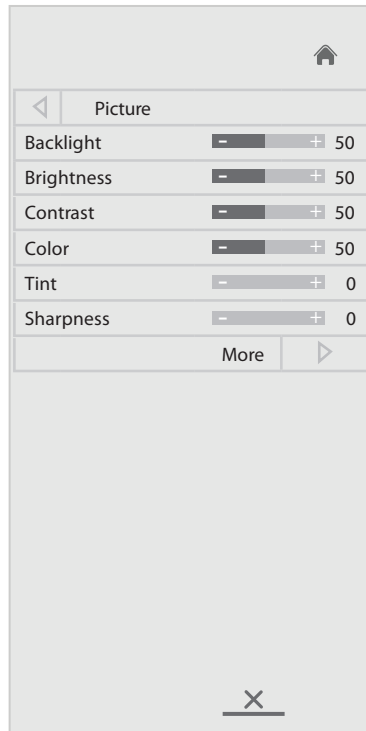 Picture
Backlight - + 50
Brightness - + 50
Contrast - + 50
Color - + 50
Tint - + 0
Sharpness - + 0
More